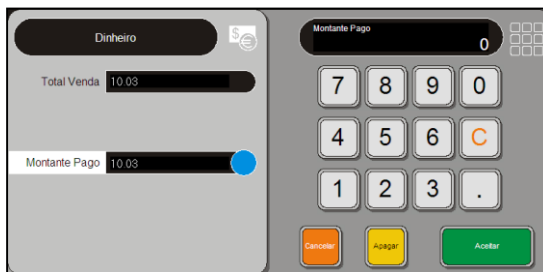 Dinheiro
$
€
Total Venda 10.03
Montante Pago 10.03
Montante Pago
0
7 8 9 0
4 5 6 C
1 2 3 .
Cancelar Apagar Aceitar